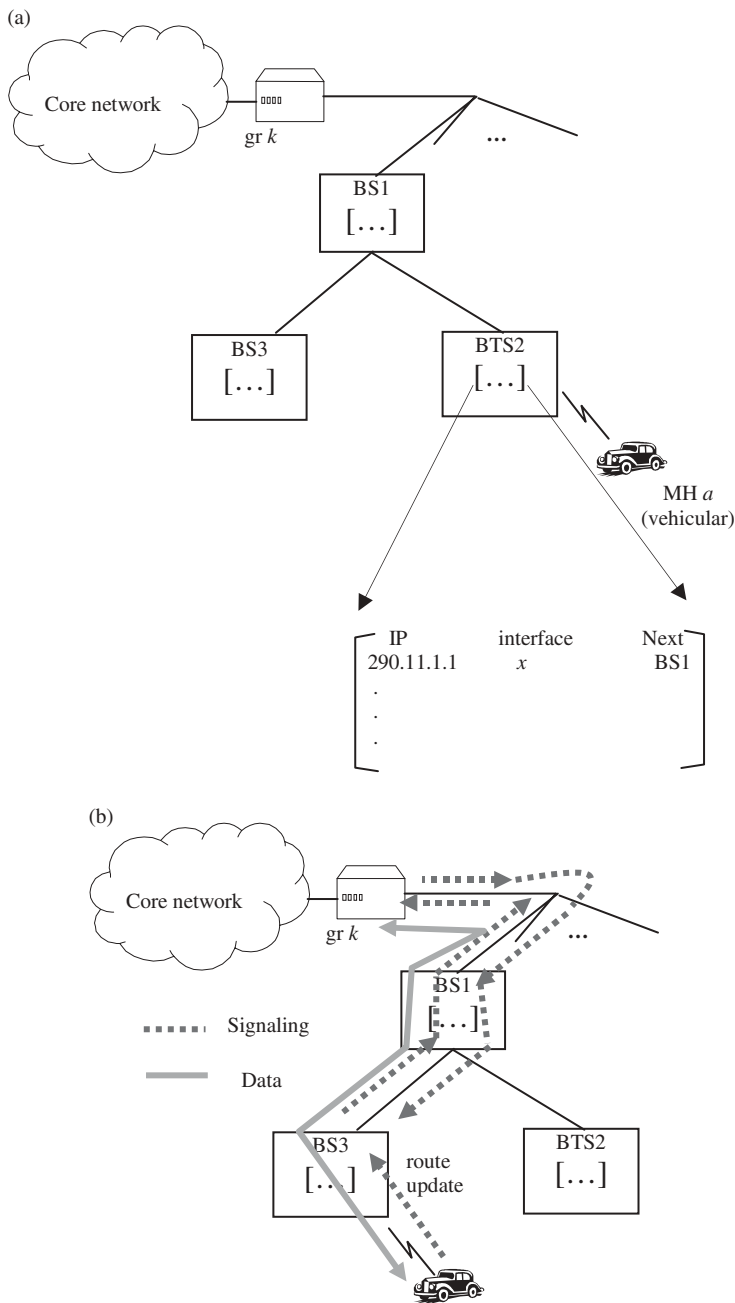 (a)
Core network
gr k
...
BS1
[...]
BS3
[...]
BTS2
[...]
MH a
(vehicular)
IP interface Next
290.11.1.1 x BS1
.
.
.
(b)
Core network
gr k
...
BS1
[...]
Signaling
Data
BS3
[...]
route
update
BTS2
[...]